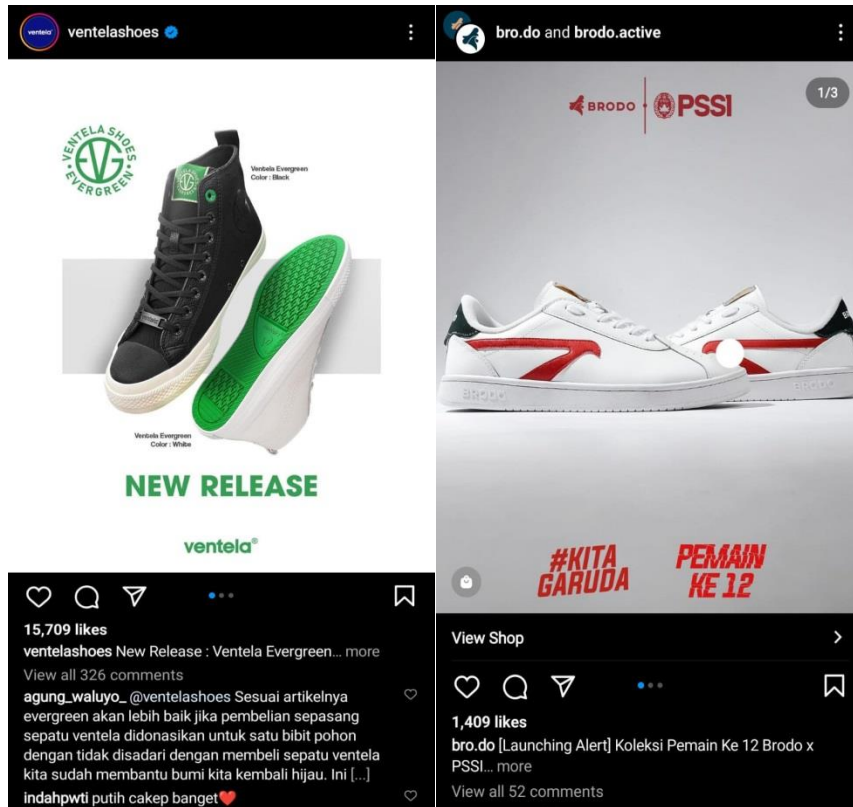 ventela
ventelashoes
VENTELA SHOES
EVG
EVERGREEN
Ventela Evergreen
Color : Black
Ventela Evergreen
Color : White
NEW RELEASE
ventela®
15,709 likes
ventelashoes New Release : Ventela Evergreen... more
View all 326 comments
agung_waluyo_ @ventelashoes Sesuai artikelnya
evergreen akan lebih baik jika pembelian sepasang
sepatu ventela didonasikan untuk satu bibit pohon
dengan tidak disadari dengan membeli sepatu ventela
kita sudah membantu bumi kita kembali hijau. Ini [...]
indahpwti putih cakep banget❤️
bro.do and brodo.active
1/3
BRODO
PSSI
BRODO
BRODO
#KITA
GARUDA
PEMAIN
KE 12
View Shop
1,409 likes
bro.do [Launching Alert] Koleksi Pemain Ke 12 Brodo x
PSSI... more
View all 52 comments